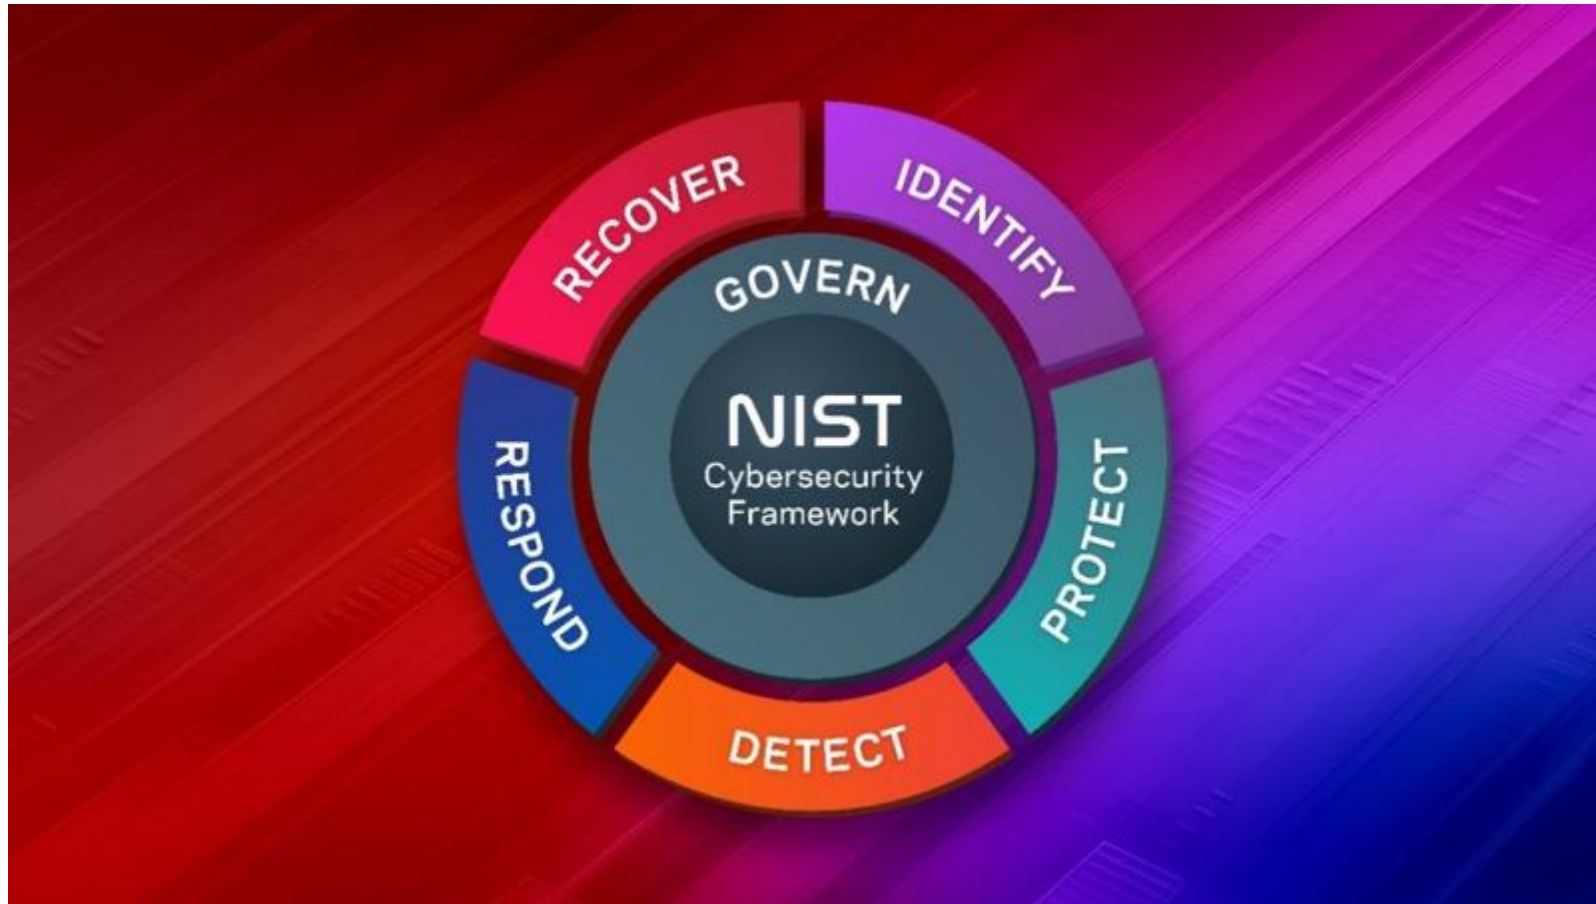 RECOVER
IDENTIFY
GOVERN
NIST
Cybersecurity
Framework
RESPOND
PROTECT
DETECT